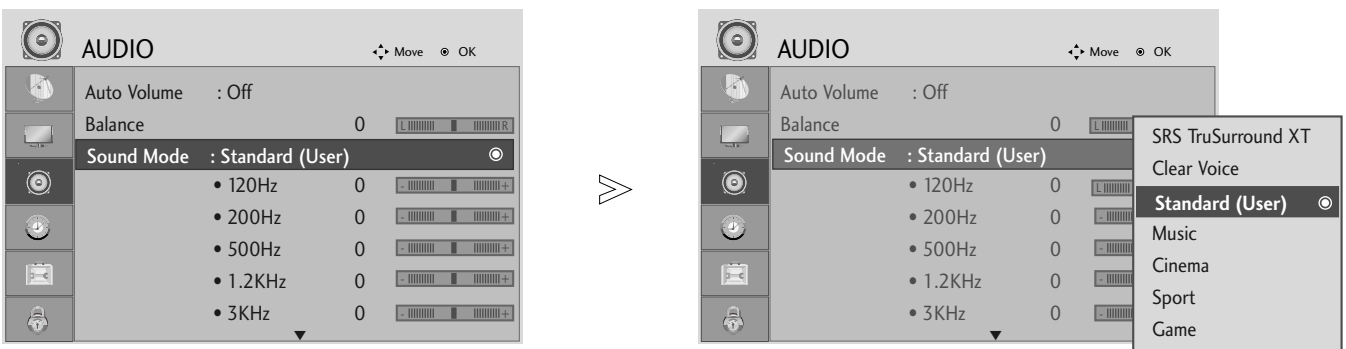 AUDIO
Move OK
Auto Volume : Off
Balance 0 L R
Sound Mode : Standard (User)
• 120Hz 0 - +
• 200Hz 0 - +
• 500Hz 0 - +
• 1.2KHz 0 - +
• 3KHz 0 - +
AUDIO
Move OK
Auto Volume : Off
Balance 0 L
Sound Mode : Standard (User)
• 120Hz 0 L
• 200Hz 0 -
• 500Hz 0 -
• 1.2KHz 0 -
• 3KHz 0 -
SRS TruSurround XT
Clear Voice
Standard (User)
Music
Cinema
Sport
Game